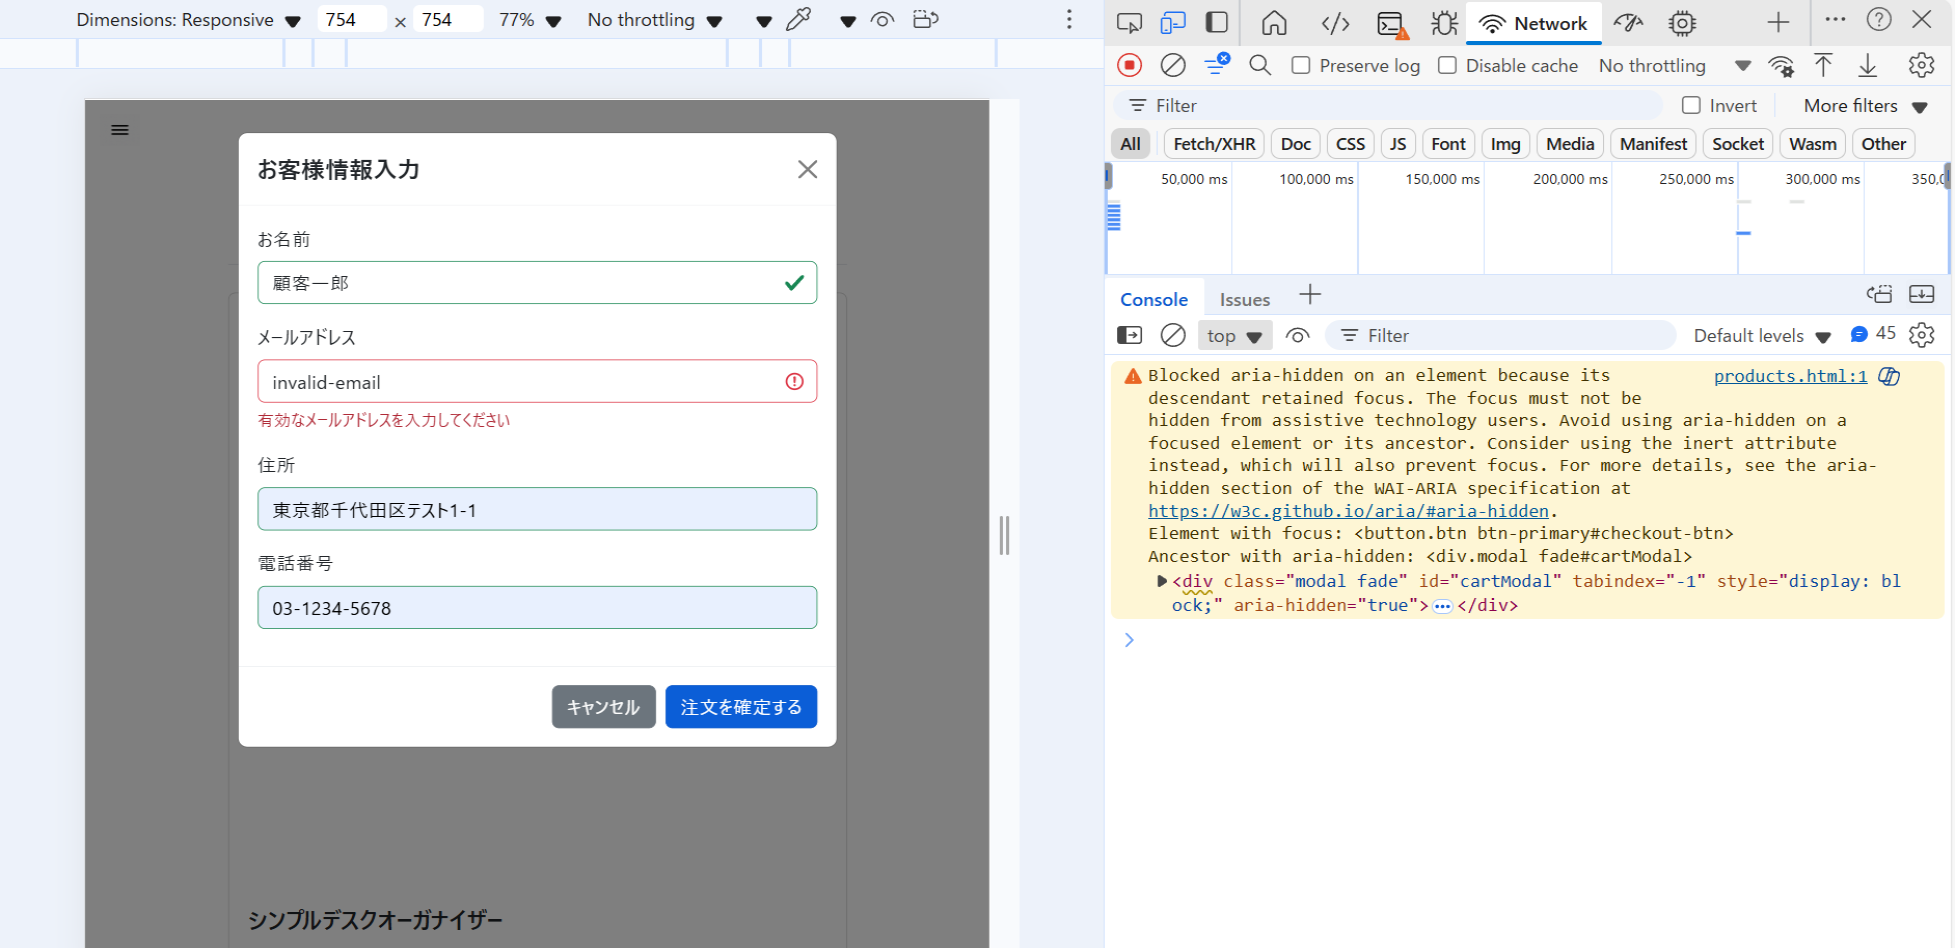 Dimensions: Responsive 754 × 754 77% No throttling
お客様情報入力
お名前
顧客一郎
メールアドレス
invalid-email
有効なメールアドレスを入力してください
住所
東京都千代田区テスト1-1
電話番号
03-1234-5678
キャンセル 注文を確定する
シンプルデスクオーガナイザー
Network
Preserve log Disable cache No throttling
Filter Invert More filters
All Fetch/XHR Doc CSS JS Font Img Media Manifest Socket Wasm Other
50,000 ms 100,000 ms 150,000 ms 200,000 ms 250,000 ms 300,000 ms 350,0
Console Issues
top Filter Default levels 45
Blocked aria-hidden on an element because its products.html:1
descendant retained focus. The focus must not be
hidden from assistive technology users. Avoid using aria-hidden on a
focused element or its ancestor. Consider using the inert attribute
instead, which will also prevent focus. For more details, see the aria-
hidden section of the WAI-ARIA specification at
https://w3c.github.io/aria/#aria-hidden.
Element with focus: <button.btn btn-primary#checkout-btn>
Ancestor with aria-hidden: <div.modal fade#cartModal>
<div class="modal fade" id="cartModal" tabindex="-1" style="display: bl
ock;" aria-hidden="true">…</div>